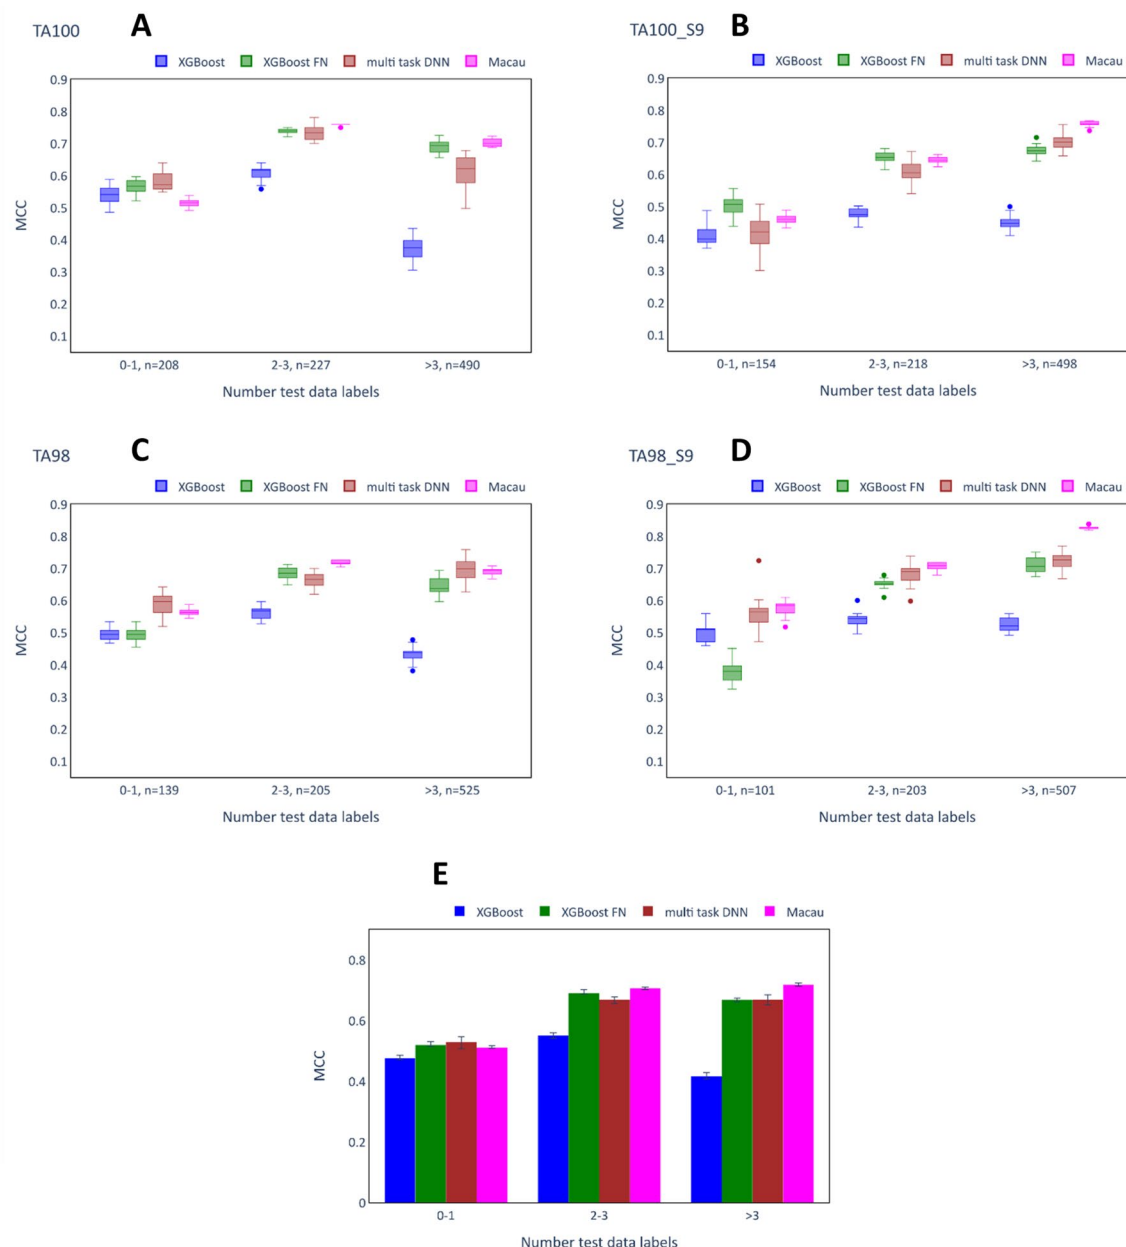 TA100
A
XGBoost XGBoost FN multi task DNN Macau
0.9
0.8
0.7
0.6
0.5
0.4
0.3
0.2
0.1
MCC
0-1, n=208 2-3, n=227 >3, n=490
Number test data labels
TA100_S9
B
XGBoost XGBoost FN multi task DNN Macau
0.9
0.8
0.7
0.6
0.5
0.4
0.3
0.2
0.1
MCC
0-1, n=154 2-3, n=218 >3, n=498
Number test data labels
TA98
C
XGBoost XGBoost FN multi task DNN Macau
0.9
0.8
0.7
0.6
0.5
0.4
0.3
0.2
0.1
MCC
0-1, n=139 2-3, n=205 >3, n=525
Number test data labels
TA98_S9
D
XGBoost XGBoost FN multi task DNN Macau
0.9
0.8
0.7
0.6
0.5
0.4
0.3
0.2
0.1
MCC
0-1, n=101 2-3, n=203 >3, n=507
Number test data labels
E
XGBoost XGBoost FN multi task DNN Macau
0.8
0.6
0.4
0.2
0
MCC
0-1 2-3 >3
Number test data labels